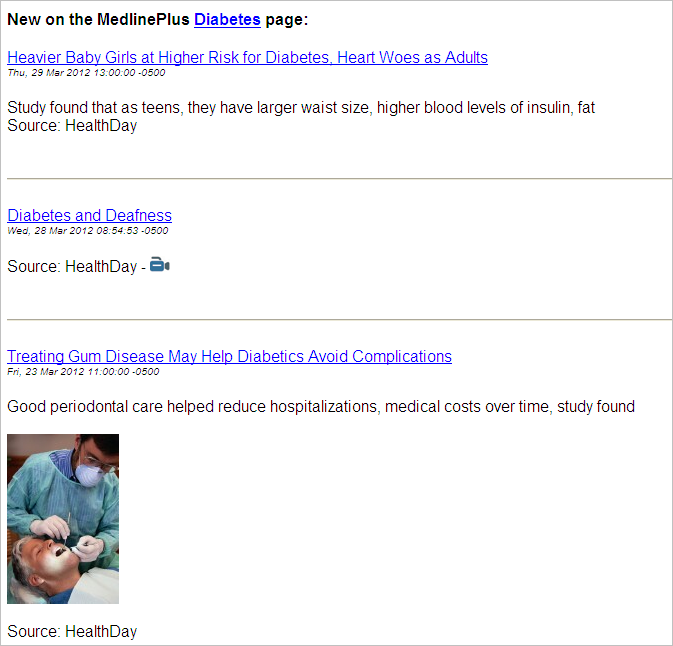 New on the MedlinePlus Diabetes page:
Heavier Baby Girls at Higher Risk for Diabetes, Heart Woes as Adults
Thu, 29 Mar 2012 13:00:00 -0500
Study found that as teens, they have larger waist size, higher blood levels of insulin, fat
Source: HealthDay
Diabetes and Deafness
Wed, 28 Mar 2012 08:54:53 -0500
Source: HealthDay -
Treating Gum Disease May Help Diabetics Avoid Complications
Fri, 23 Mar 2012 11:00:00 -0500
Good periodontal care helped reduce hospitalizations, medical costs over time, study found
Source: HealthDay